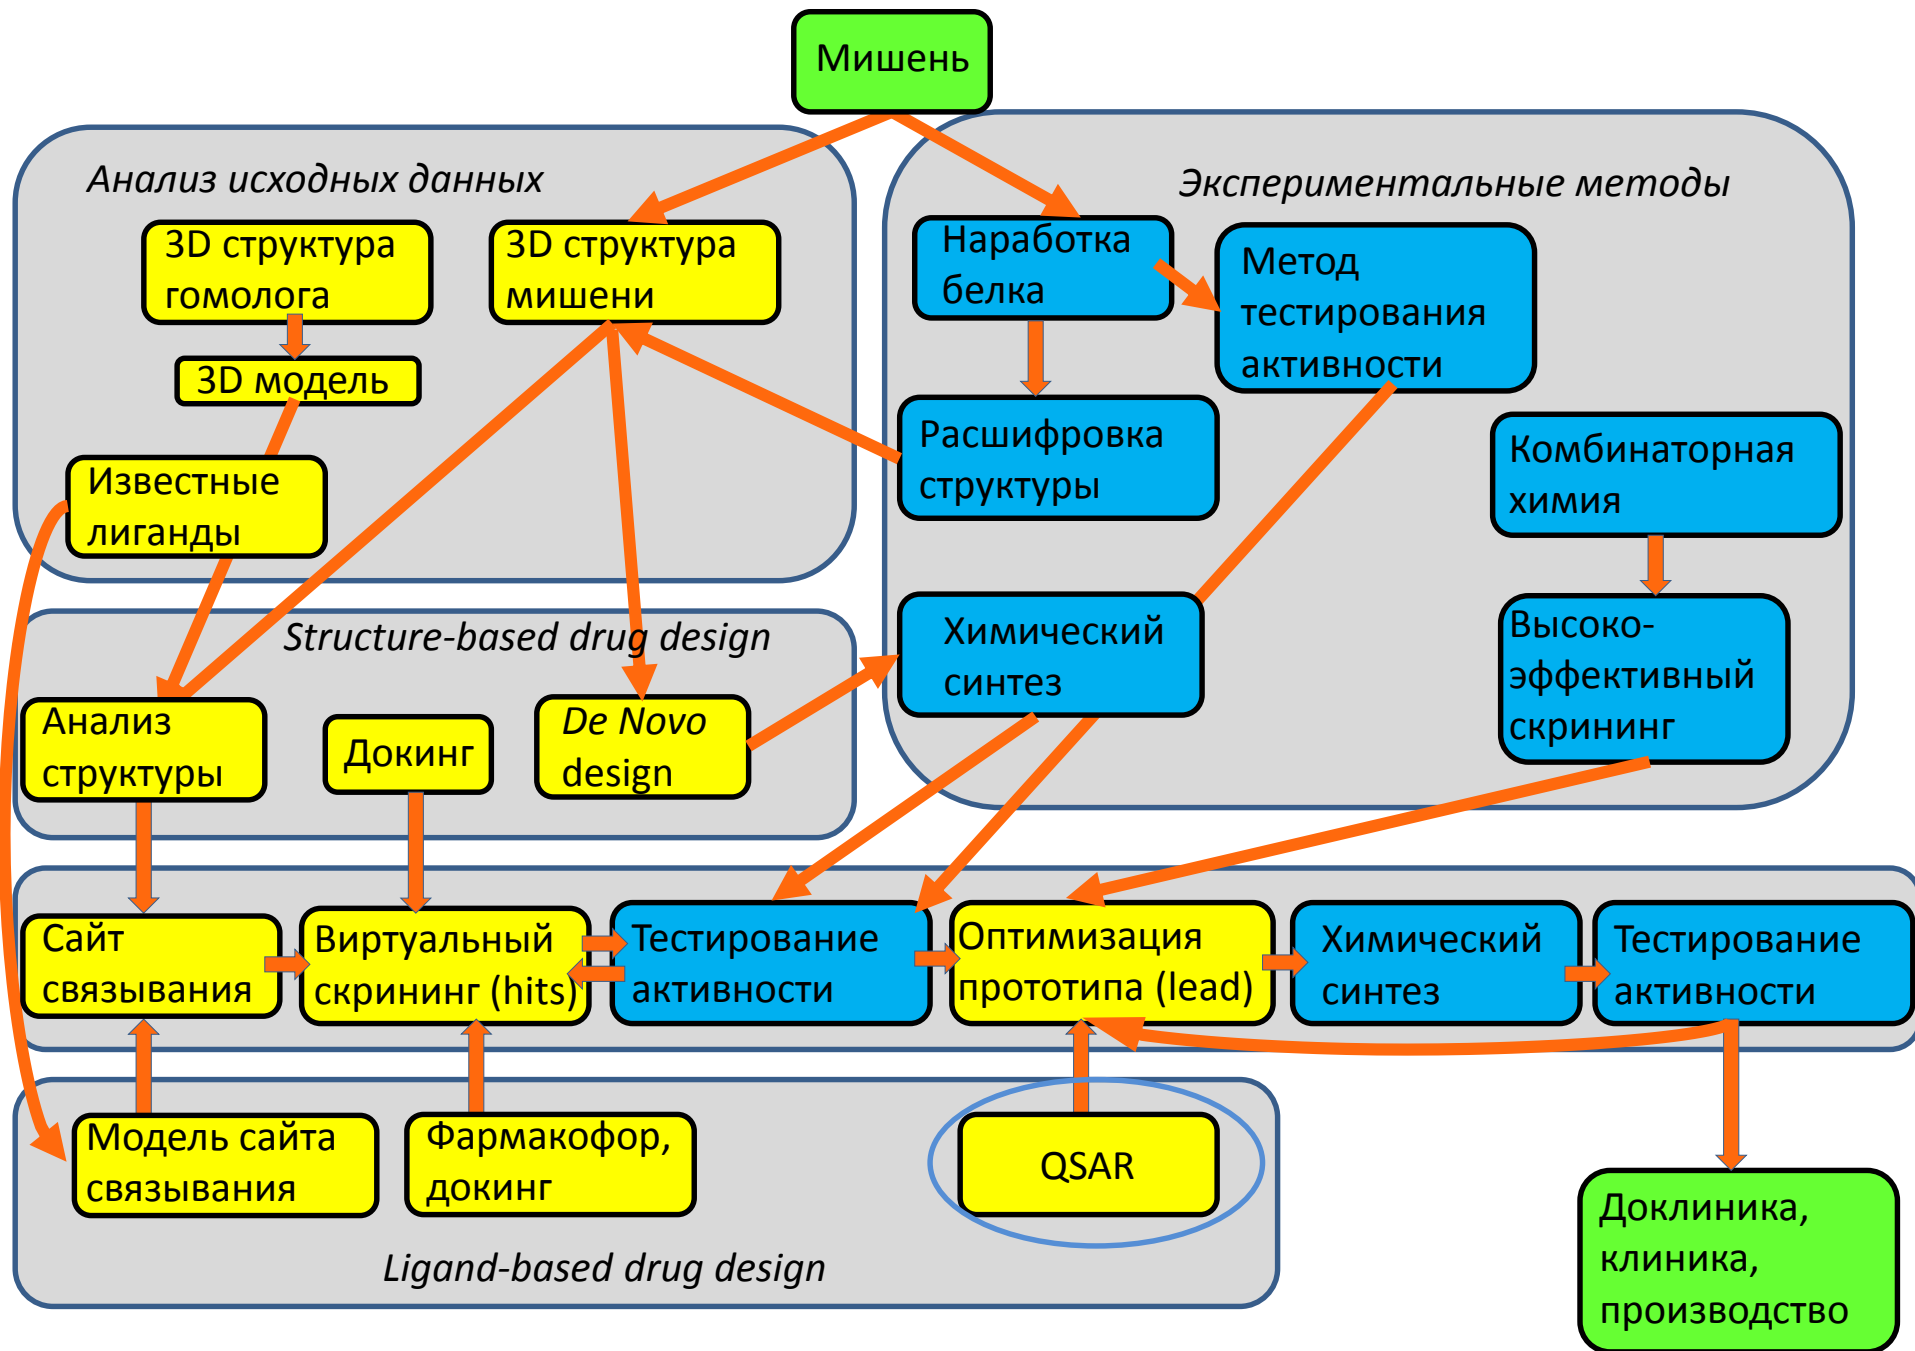 Мишень
Анализ исходных данных
3D структура
гомолога
3D структура
мишени
3D модель
Известные
лиганды
Экспериментальные методы
Наработка
белка
Метод
тестирования
активности
Расшифровка
структуры
Комбинаторная
химия
Химический
синтез
Высоко-
эффективный
скрининг
Structure-based drug design
Анализ
структуры
Докинг
De Novo
design
Сайт
связывания
Виртуальный
скрининг (hits)
Тестирование
активности
Оптимизация
прототипа (lead)
Химический
синтез
Тестирование
активности
Модель сайта
связывания
Фармакофор,
докинг
QSAR
Ligand-based drug design
Доклиника,
клиника,
производство